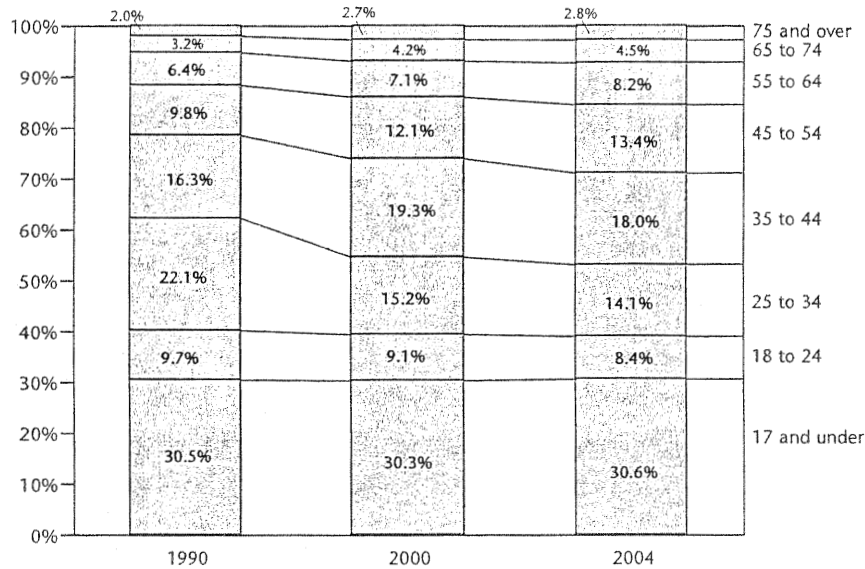 2.0% 2.7% 2.8%
100% 75 and over
3.2% 4.2% 4.5% 65 to 74
90% 6.4% 7.1% 8.2% 55 to 64
80% 9.8% 12.1% 13.4% 45 to 54
70% 16.3% 19.3% 18.0% 35 to 44
60%
50% 22.1% 15.2% 14.1% 25 to 34
40% 9.7% 9.1% 8.4% 18 to 24
30%
20% 30.5% 30.3% 30.6% 17 and under
10%
0%
1990 2000 2004